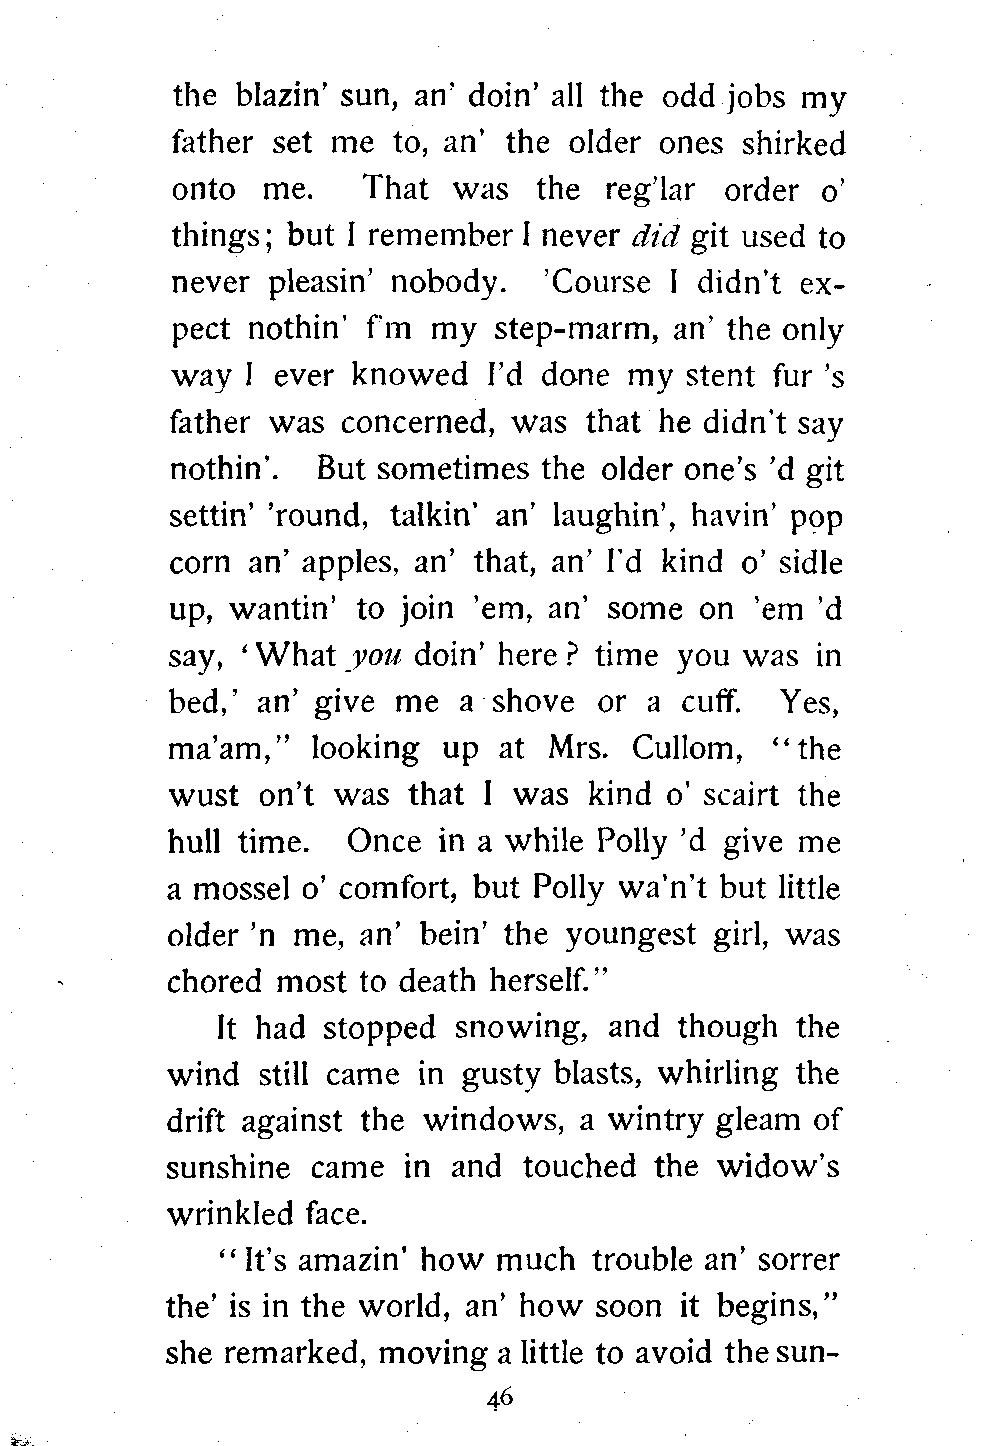 the blazin' sun, an' doin' all the odd jobs my
father set me to, an' the older ones shirked
onto me. That was the reg'lar order o'
things; but I remember I never did git used to
never pleasin' nobody. 'Course I didn't ex-
pect nothin' f'm my step-marm, an' the only
way I ever knowed I'd done my stent fur 's
father was concerned, was that he didn't say
nothin'. But sometimes the older one's 'd git
settin' 'round, talkin' an' laughin', havin' pop
corn an' apples, an' that, an' I'd kind o' sidle
up, wantin' to join 'em, an' some on 'em 'd
say, 'What you doin' here? time you was in
bed,' an' give me a shove or a cuff. Yes,
ma'am," looking up at Mrs. Cullom, "the
wust on't was that I was kind o' scairt the
hull time. Once in a while Polly 'd give me
a mossel o' comfort, but Polly wa'n't but little
older 'n me, an' bein' the youngest girl, was
chored most to death herself."
It had stopped snowing, and though the
wind still came in gusty blasts, whirling the
drift against the windows, a wintry gleam of
sunshine came in and touched the widow's
wrinkled face.
"It's amazin' how much trouble an' sorrer
the' is in the world, an' how soon it begins,"
she remarked, moving a little to avoid the sun-
46